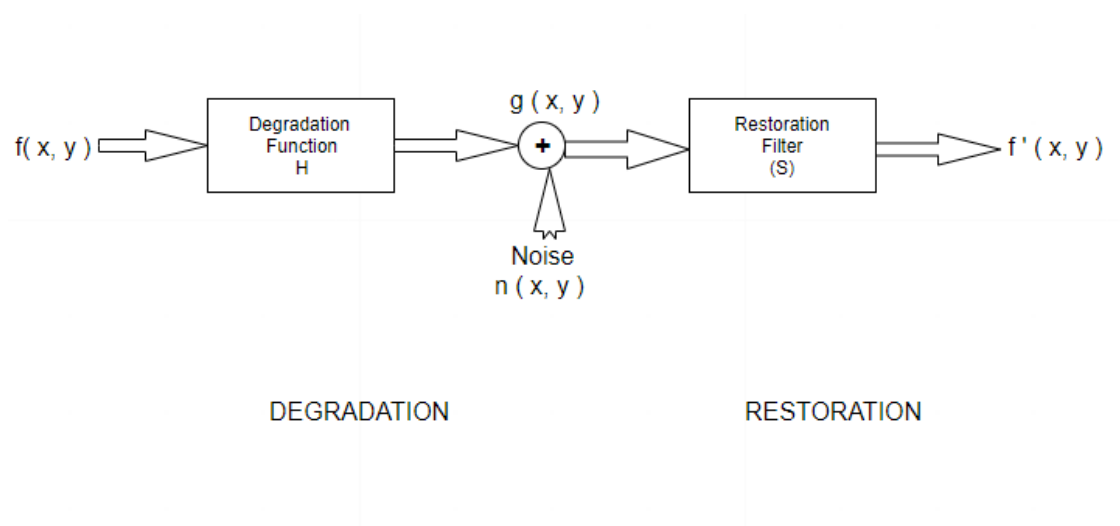 g ( x, y )
f( x, y )
Degradation
Function
H
+
Restoration
Filter
(S)
f ' ( x, y )
Noise
n ( x, y )
DEGRADATION
RESTORATION